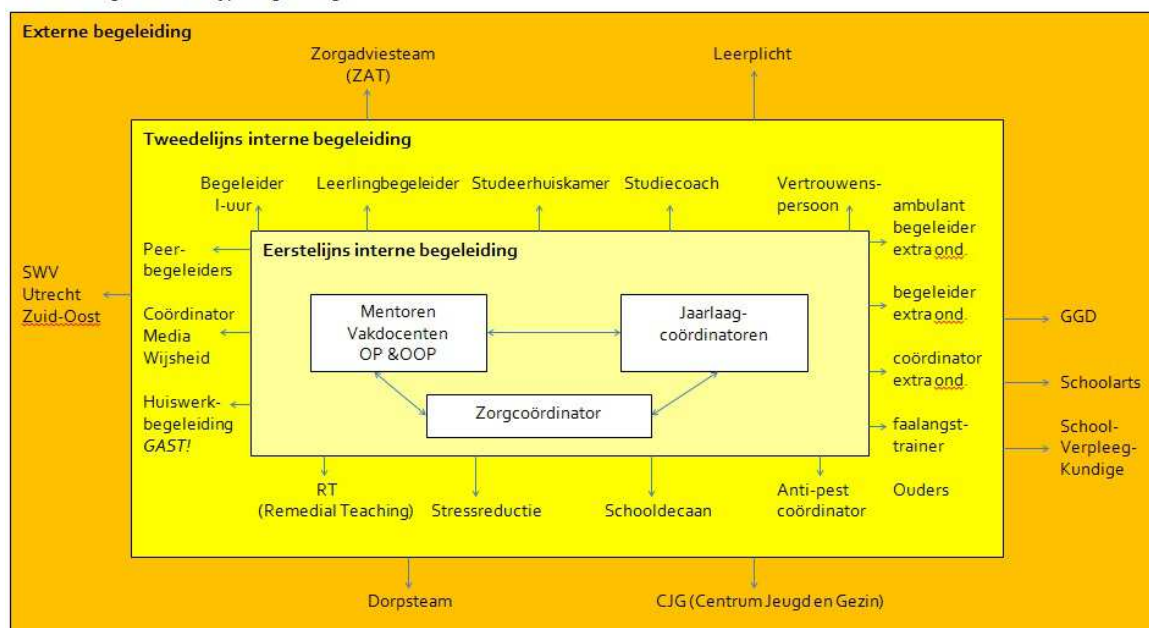 Externe begeleiding
Zorgadviesteam
(ZAT)
Leerplicht
Tweedelijns interne begeleiding
Begeleider
I-uur
Leerlingbegeleider
Studeerhuiskamer
Studiecoach
Vertrouwens-
persoon
ambulant
begeleider
extra ond.
Peer-
begeleiders
Eerstelijns interne begeleiding
SWV
Utrecht
Zuid-Oost
Coördinator
Media
Wijsheid
Mentoren
Vakdocenten
OP &OOP
Jaarlaag-
coördinatoren
begeleider
extra ond.
GGD
coördinator
extra ond.
Schoolarts
Huiswerk-
begeleiding
GAST!
Zorgcoördinator
faalangst-
trainer
School-
Verpleeg-
Kundige
RT
(Remedial Teaching)
Stressreductie
Schooldecaan
Anti-pest
coördinator
Ouders
Dorpsteam
CJG (Centrum Jeugd en Gezin)